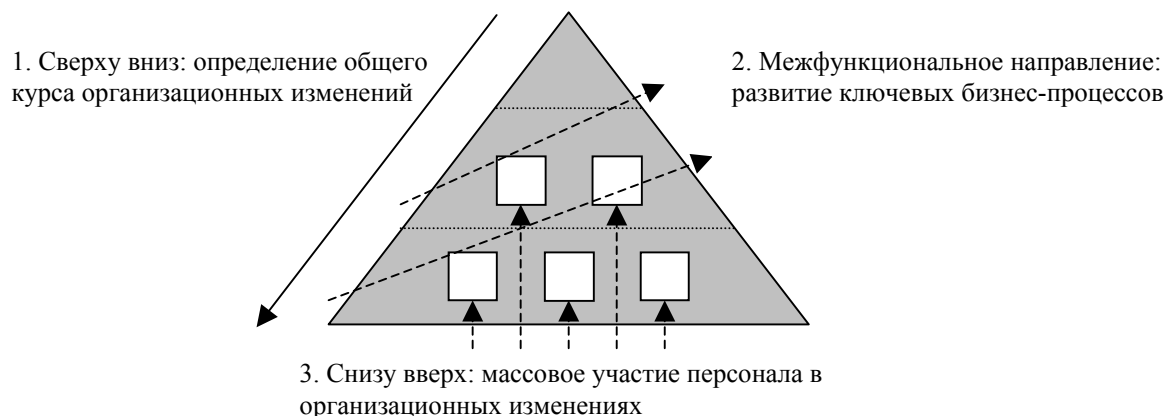 1. Сверху вниз: определение общего
курса организационных изменений
2. Межфункциональное направление:
развитие ключевых бизнес-процессов
3. Снизу вверх: массовое участие персонала в
организационных изменениях